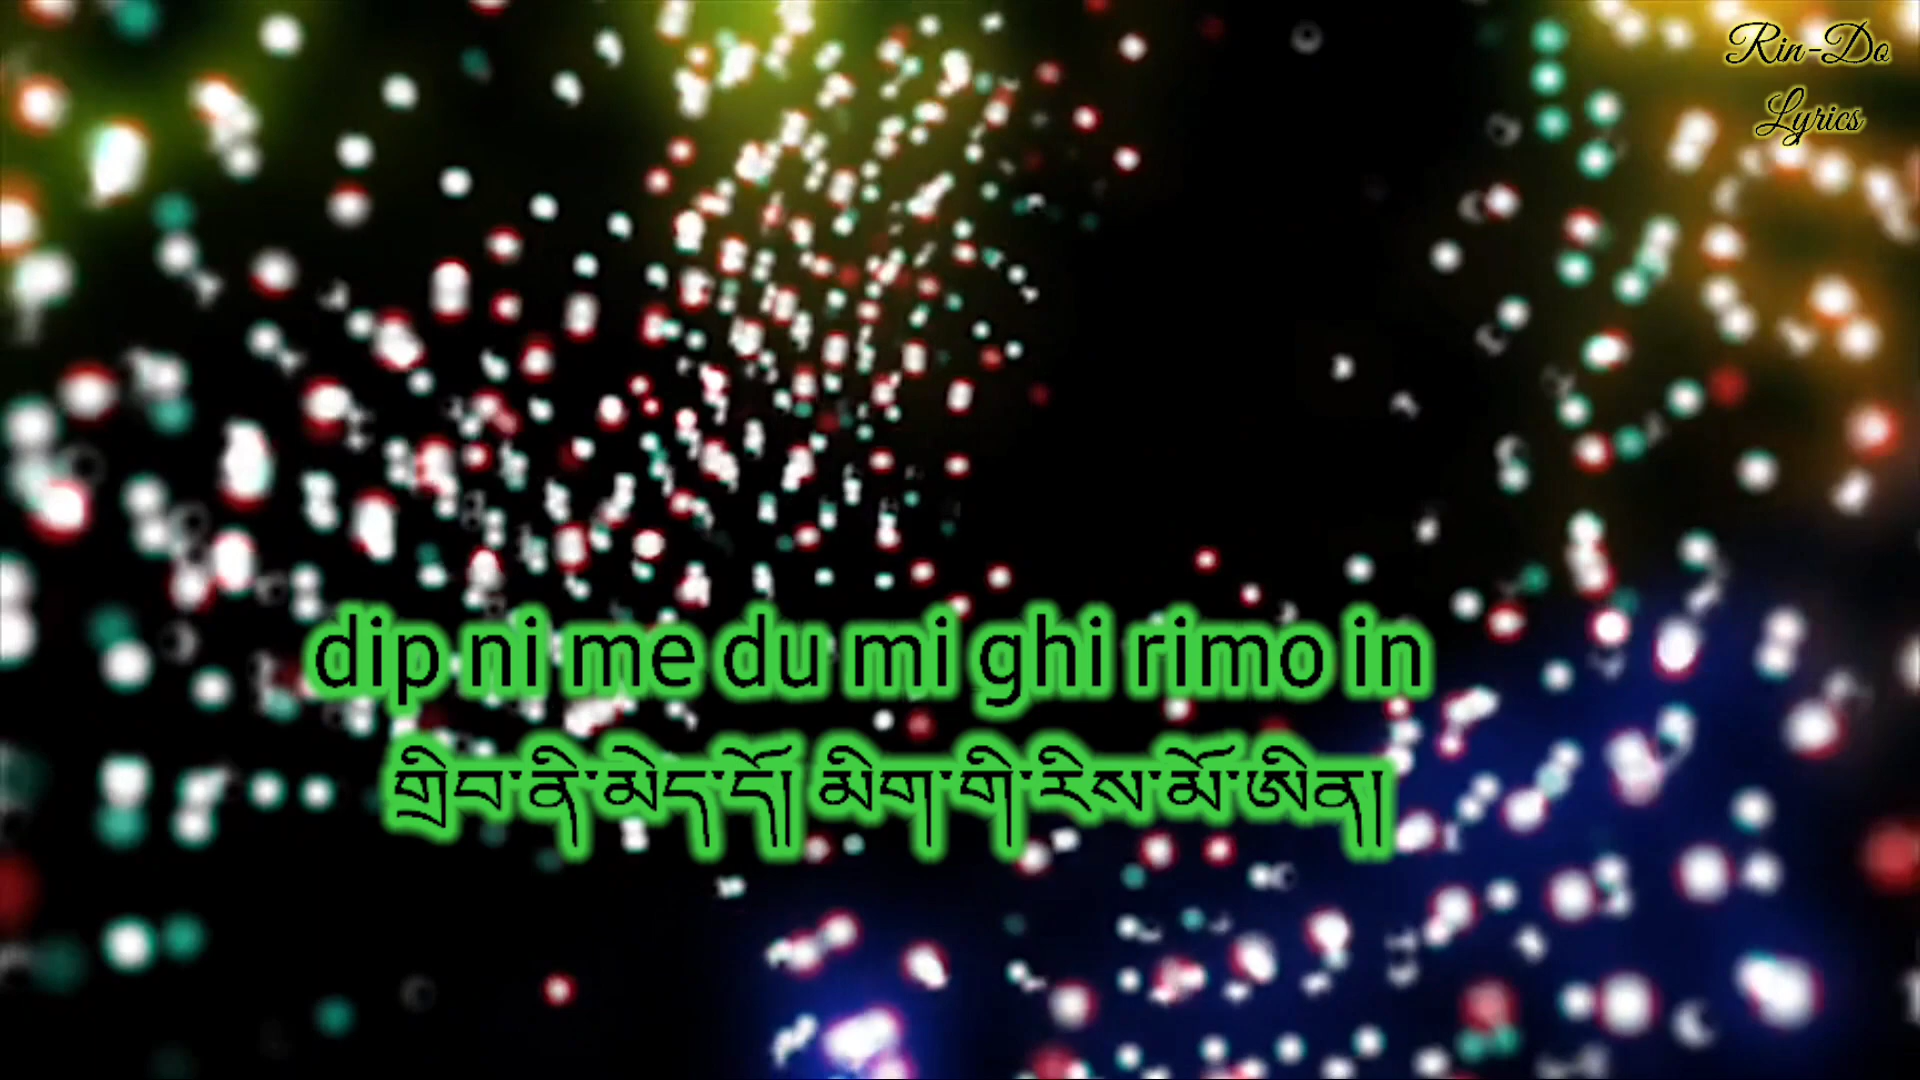 Rin-Do
Lyrics
dip ni me du mi ghi rimo in
གྲིབ་ནི་མེད་དོ། མིག་གི་རིས་མོ་ཨིན།